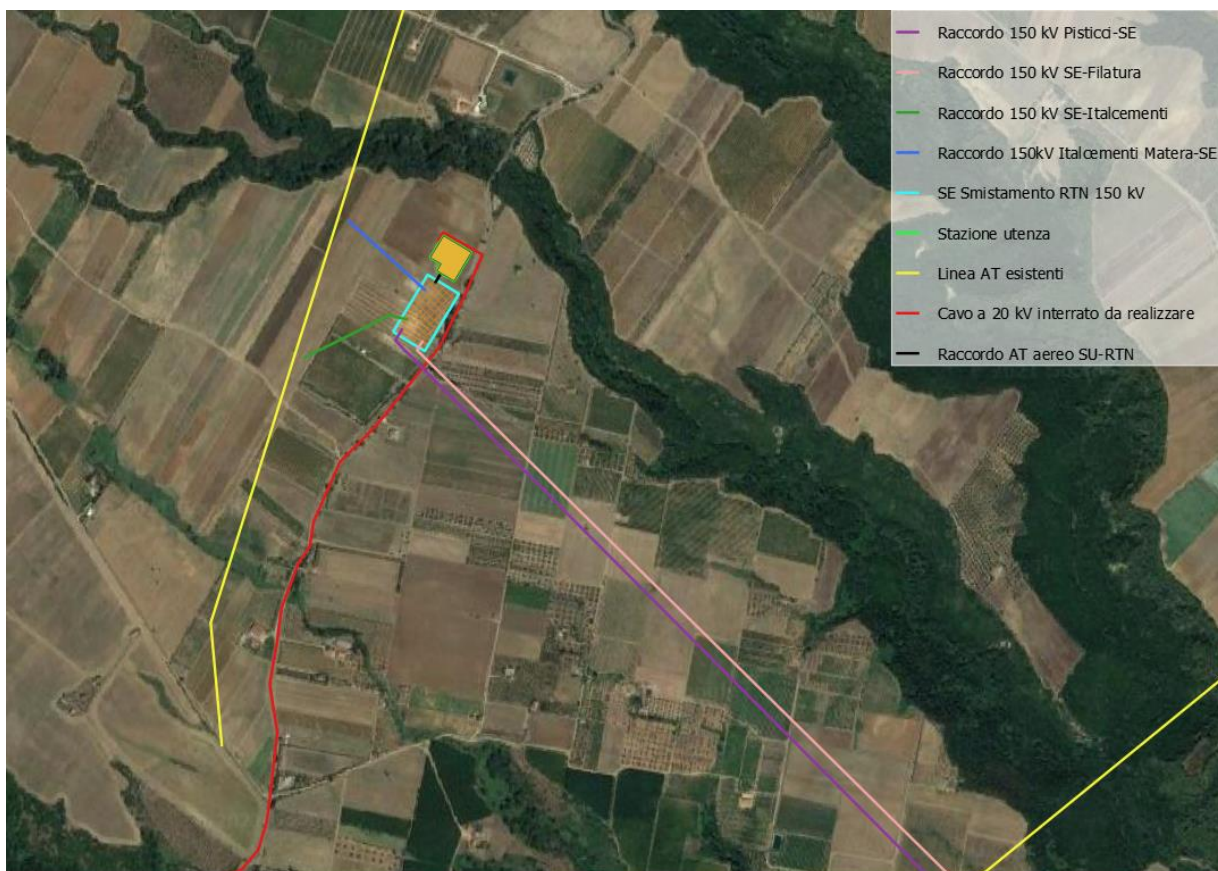 Raccordo 150 kV Pisticci-SE
Raccordo 150 kV SE-Filatura
Raccordo 150 kV SE-Italcementi
Raccordo 150kV Italcementi Matera-SE
SE Smistamento RTN 150 kV
Stazione utenza
Linea AT esistenti
Cavo a 20 kV interrato da realizzare
Raccordo AT aereo SU-RTN